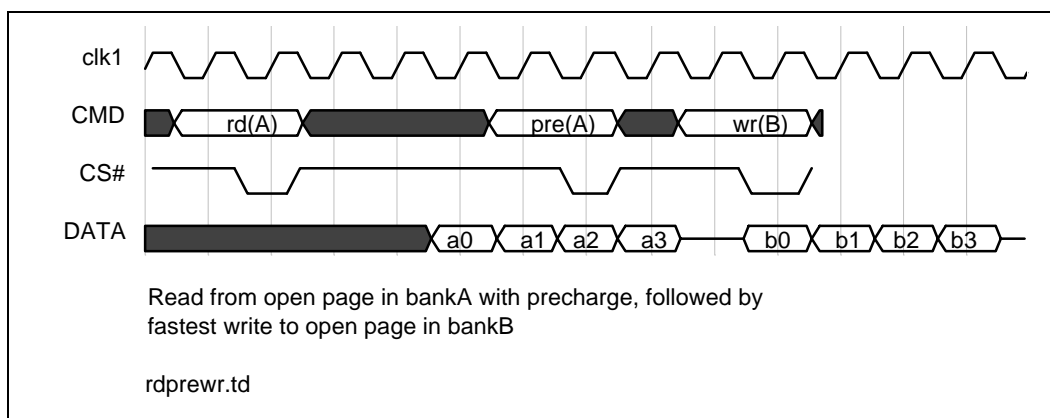 clk1
CMD rd(A) pre(A) wr(B)
CS#
DATA a0 a1 a2 a3 b0 b1 b2 b3
Read from open page in bankA with precharge, followed by
fastest write to open page in bankB
rdprewr.td